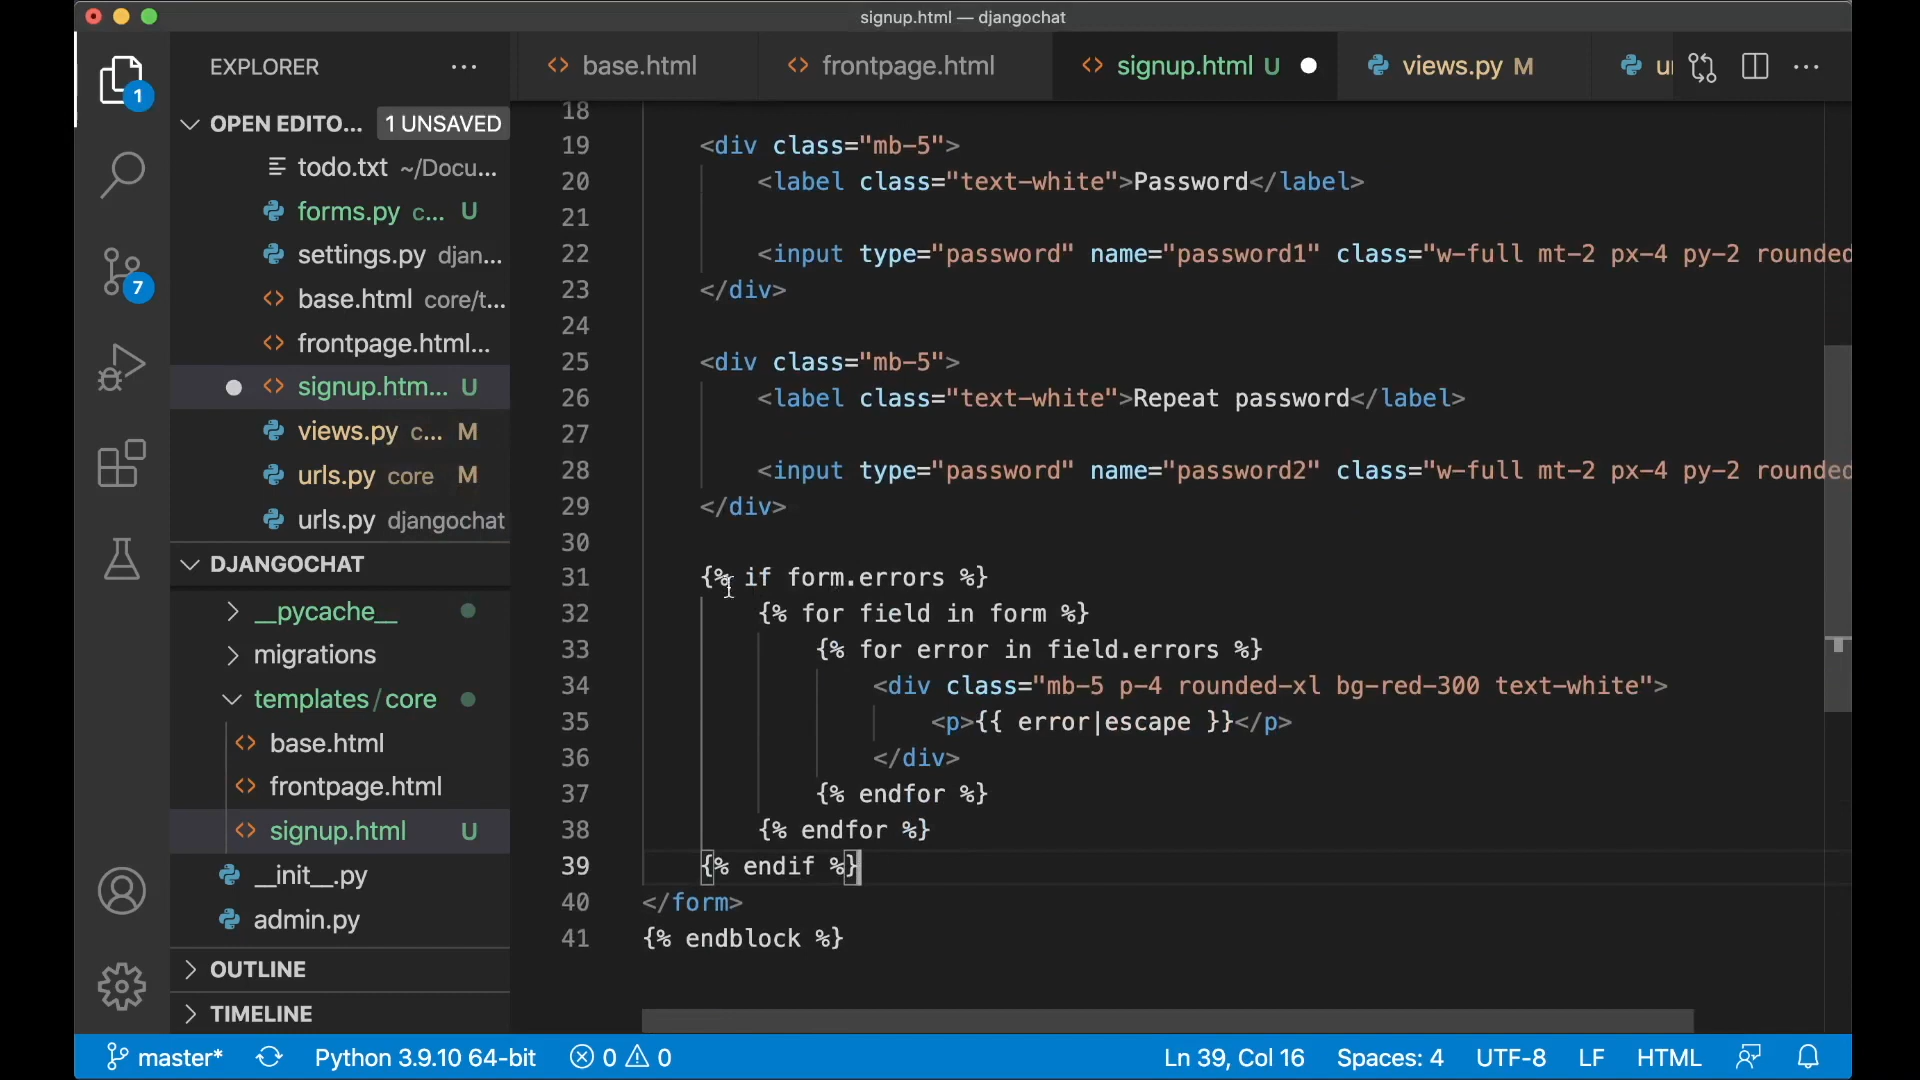 signup.html — djangochat
EXPLORER
base.html
frontpage.html
signup.html U
views.py M
OPEN EDITO... 1 UNSAVED
todo.txt ~/Docu...
forms.py c... U
settings.py djan...
base.html core/t...
frontpage.html...
signup.htm... U
views.py c... M
urls.py core M
urls.py djangochat
DJANGOCHAT
__pycache__
migrations
templates/core
base.html
frontpage.html
signup.html U
__init__.py
admin.py
OUTLINE
TIMELINE
1
7
18
19 <div class="mb-5">
20 <label class="text-white">Password</label>
21
22 <input type="password" name="password1" class="w-full mt-2 px-4 py-2 rounded
23 </div>
24
25 <div class="mb-5">
26 <label class="text-white">Repeat password</label>
27
28 <input type="password" name="password2" class="w-full mt-2 px-4 py-2 rounded
29 </div>
30
31 {% if form.errors %}
32 {% for field in form %}
33 {% for error in field.errors %}
34 <div class="mb-5 p-4 rounded-xl bg-red-300 text-white">
35 <p>{{ error|escape }}</p>
36 </div>
37 {% endfor %}
38 {% endfor %}
39 {% endif %}
40 </form>
41 {% endblock %}
master* Python 3.9.10 64-bit 0 0 Ln 39, Col 16 Spaces: 4 UTF-8 LF HTML